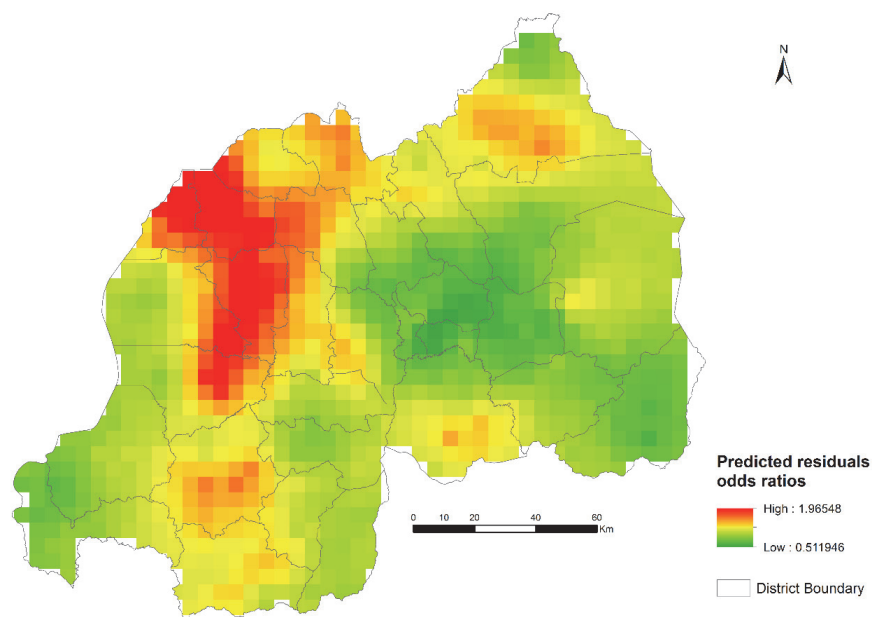 N
Predicted residuals
odds ratios
High : 1.96548
Low : 0.511946
District Boundary
0 10 20 40 60
Km